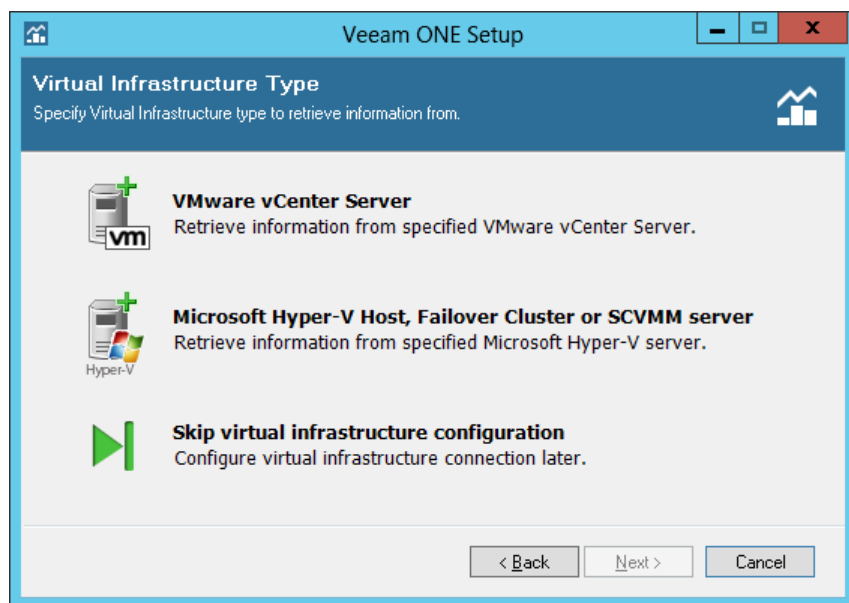 Veeam ONE Setup
Virtual Infrastructure Type
Specify Virtual Infrastructure type to retrieve information from.
VMware vCenter Server
Retrieve information from specified VMware vCenter Server.
vm
Microsoft Hyper-V Host, Failover Cluster or SCVMM server
Retrieve information from specified Microsoft Hyper-V server.
Hyper-V
Skip virtual infrastructure configuration
Configure virtual infrastructure connection later.
< Back Next > Cancel